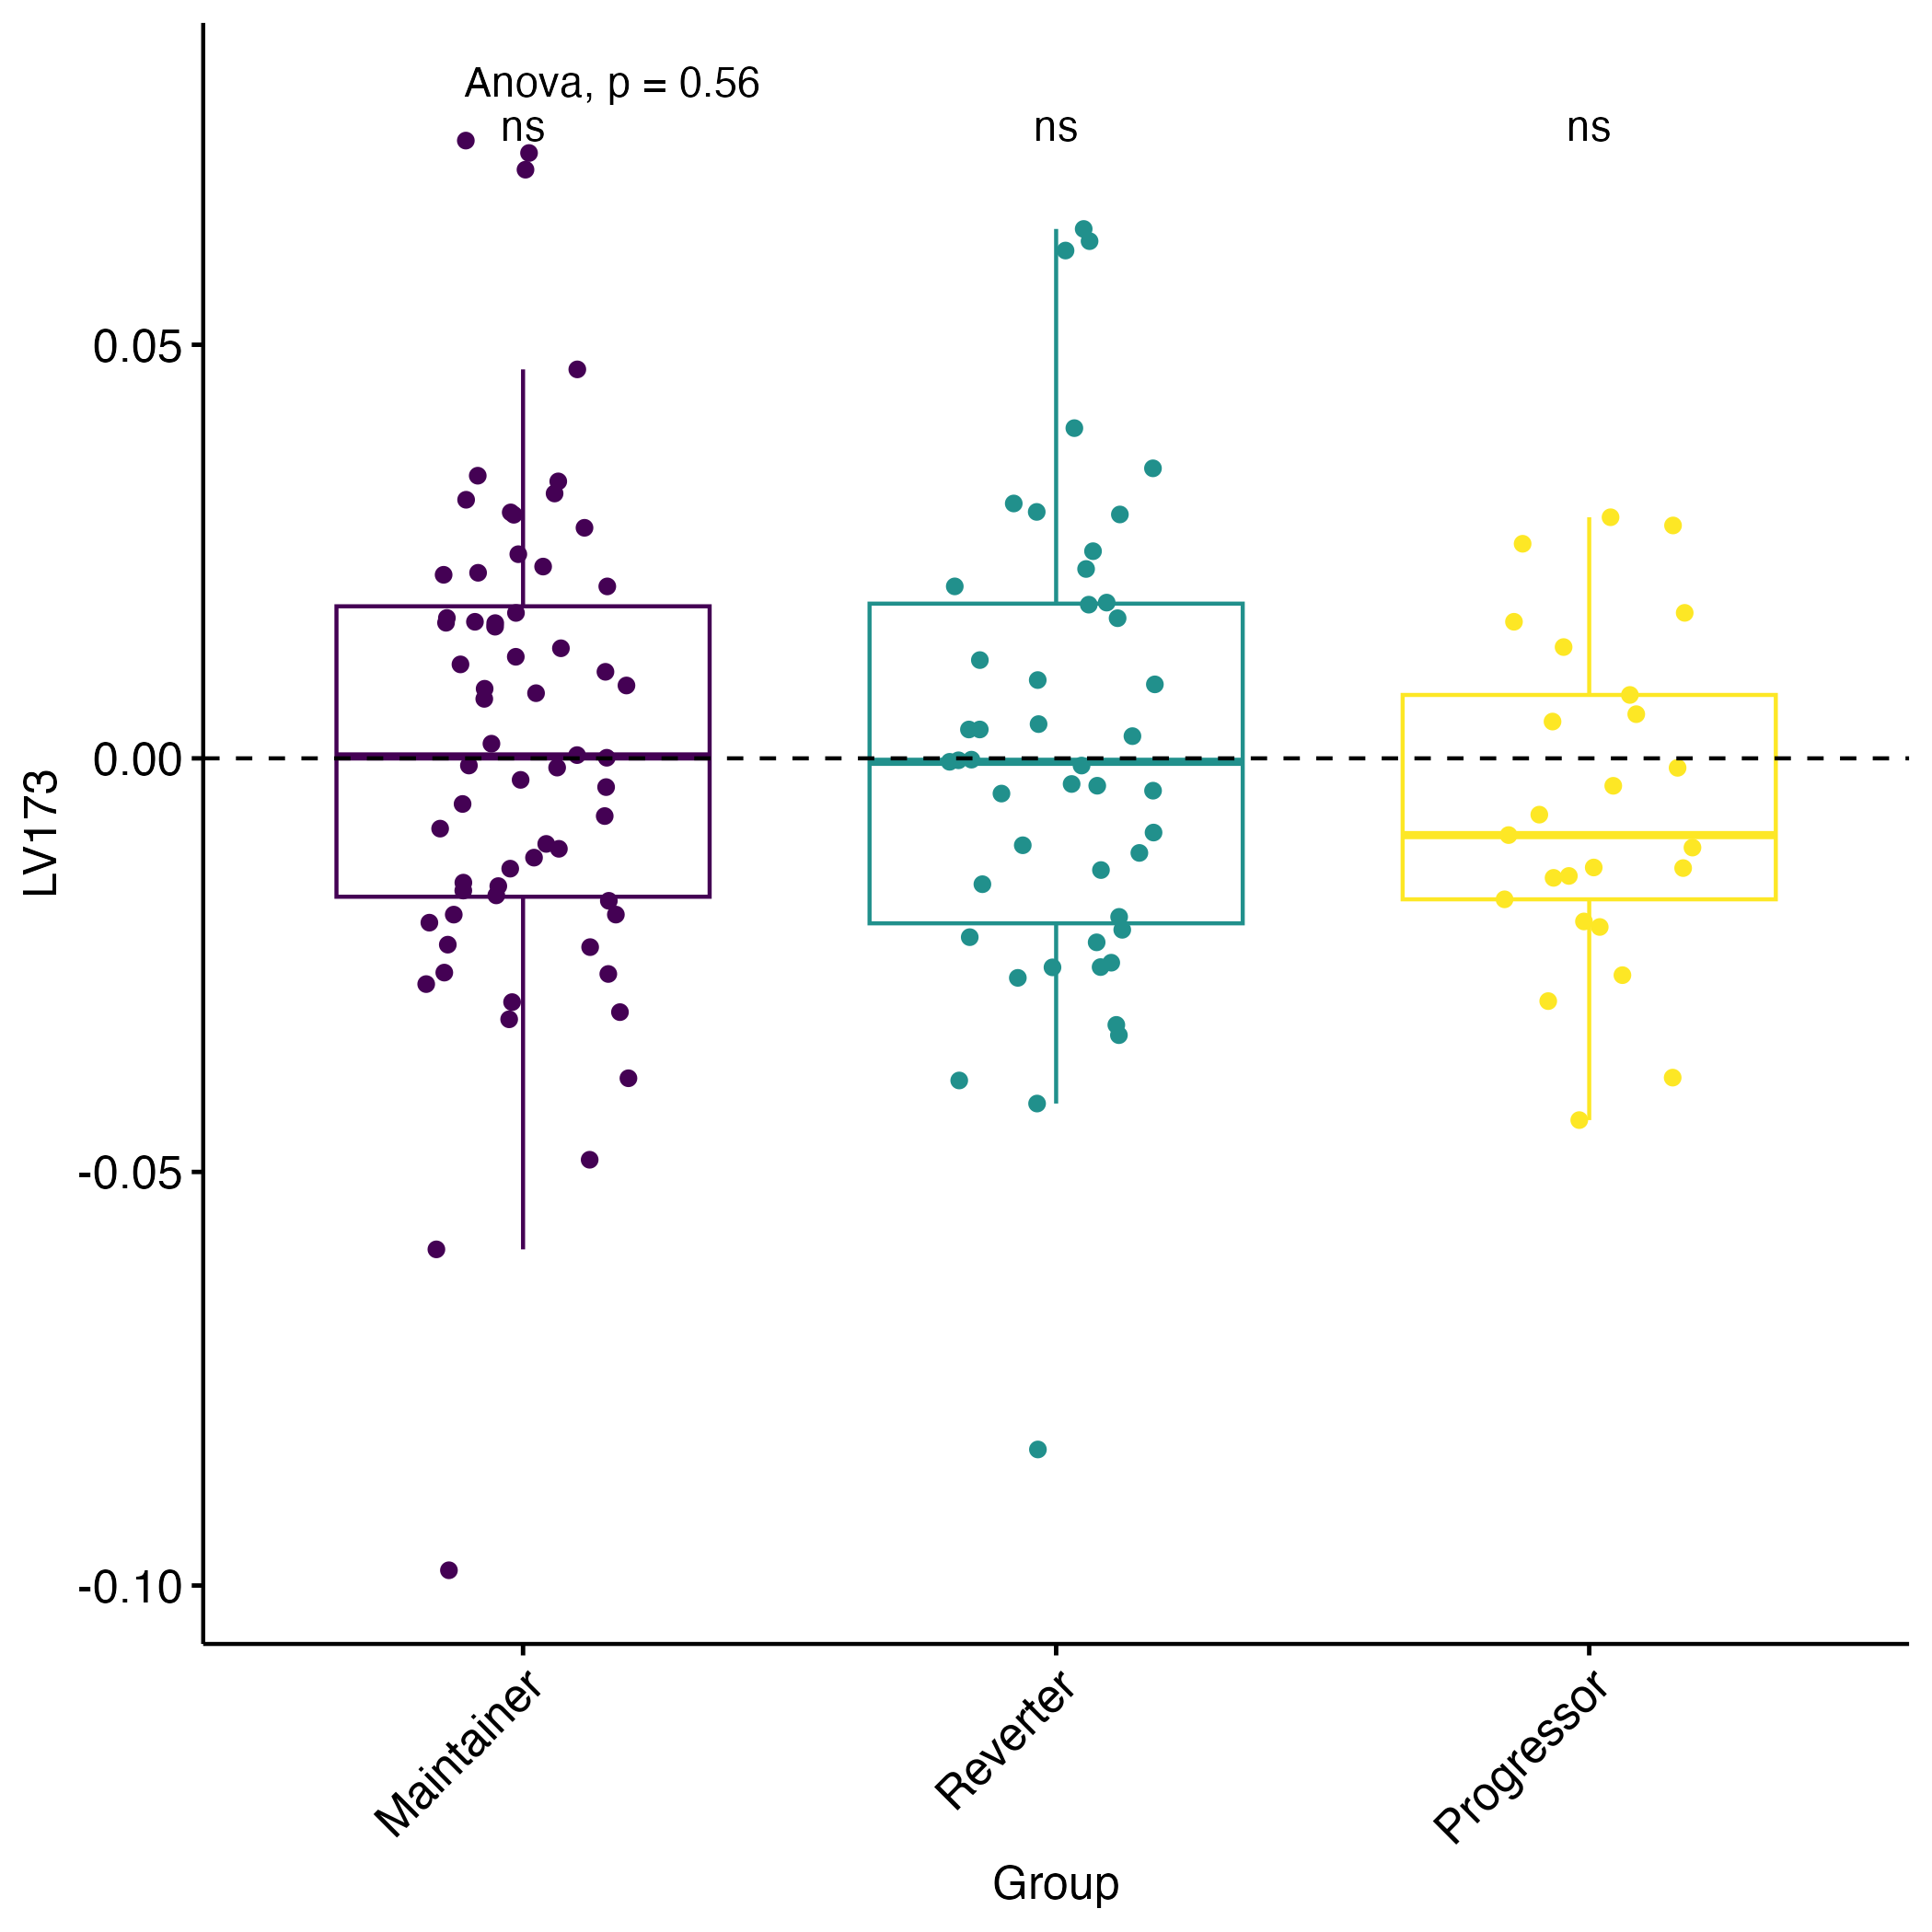 Anova, p = 0.56
ns ns ns
0.05
0.00
-0.05
-0.10
LV173
Maintainer Reverter Progressor
Group